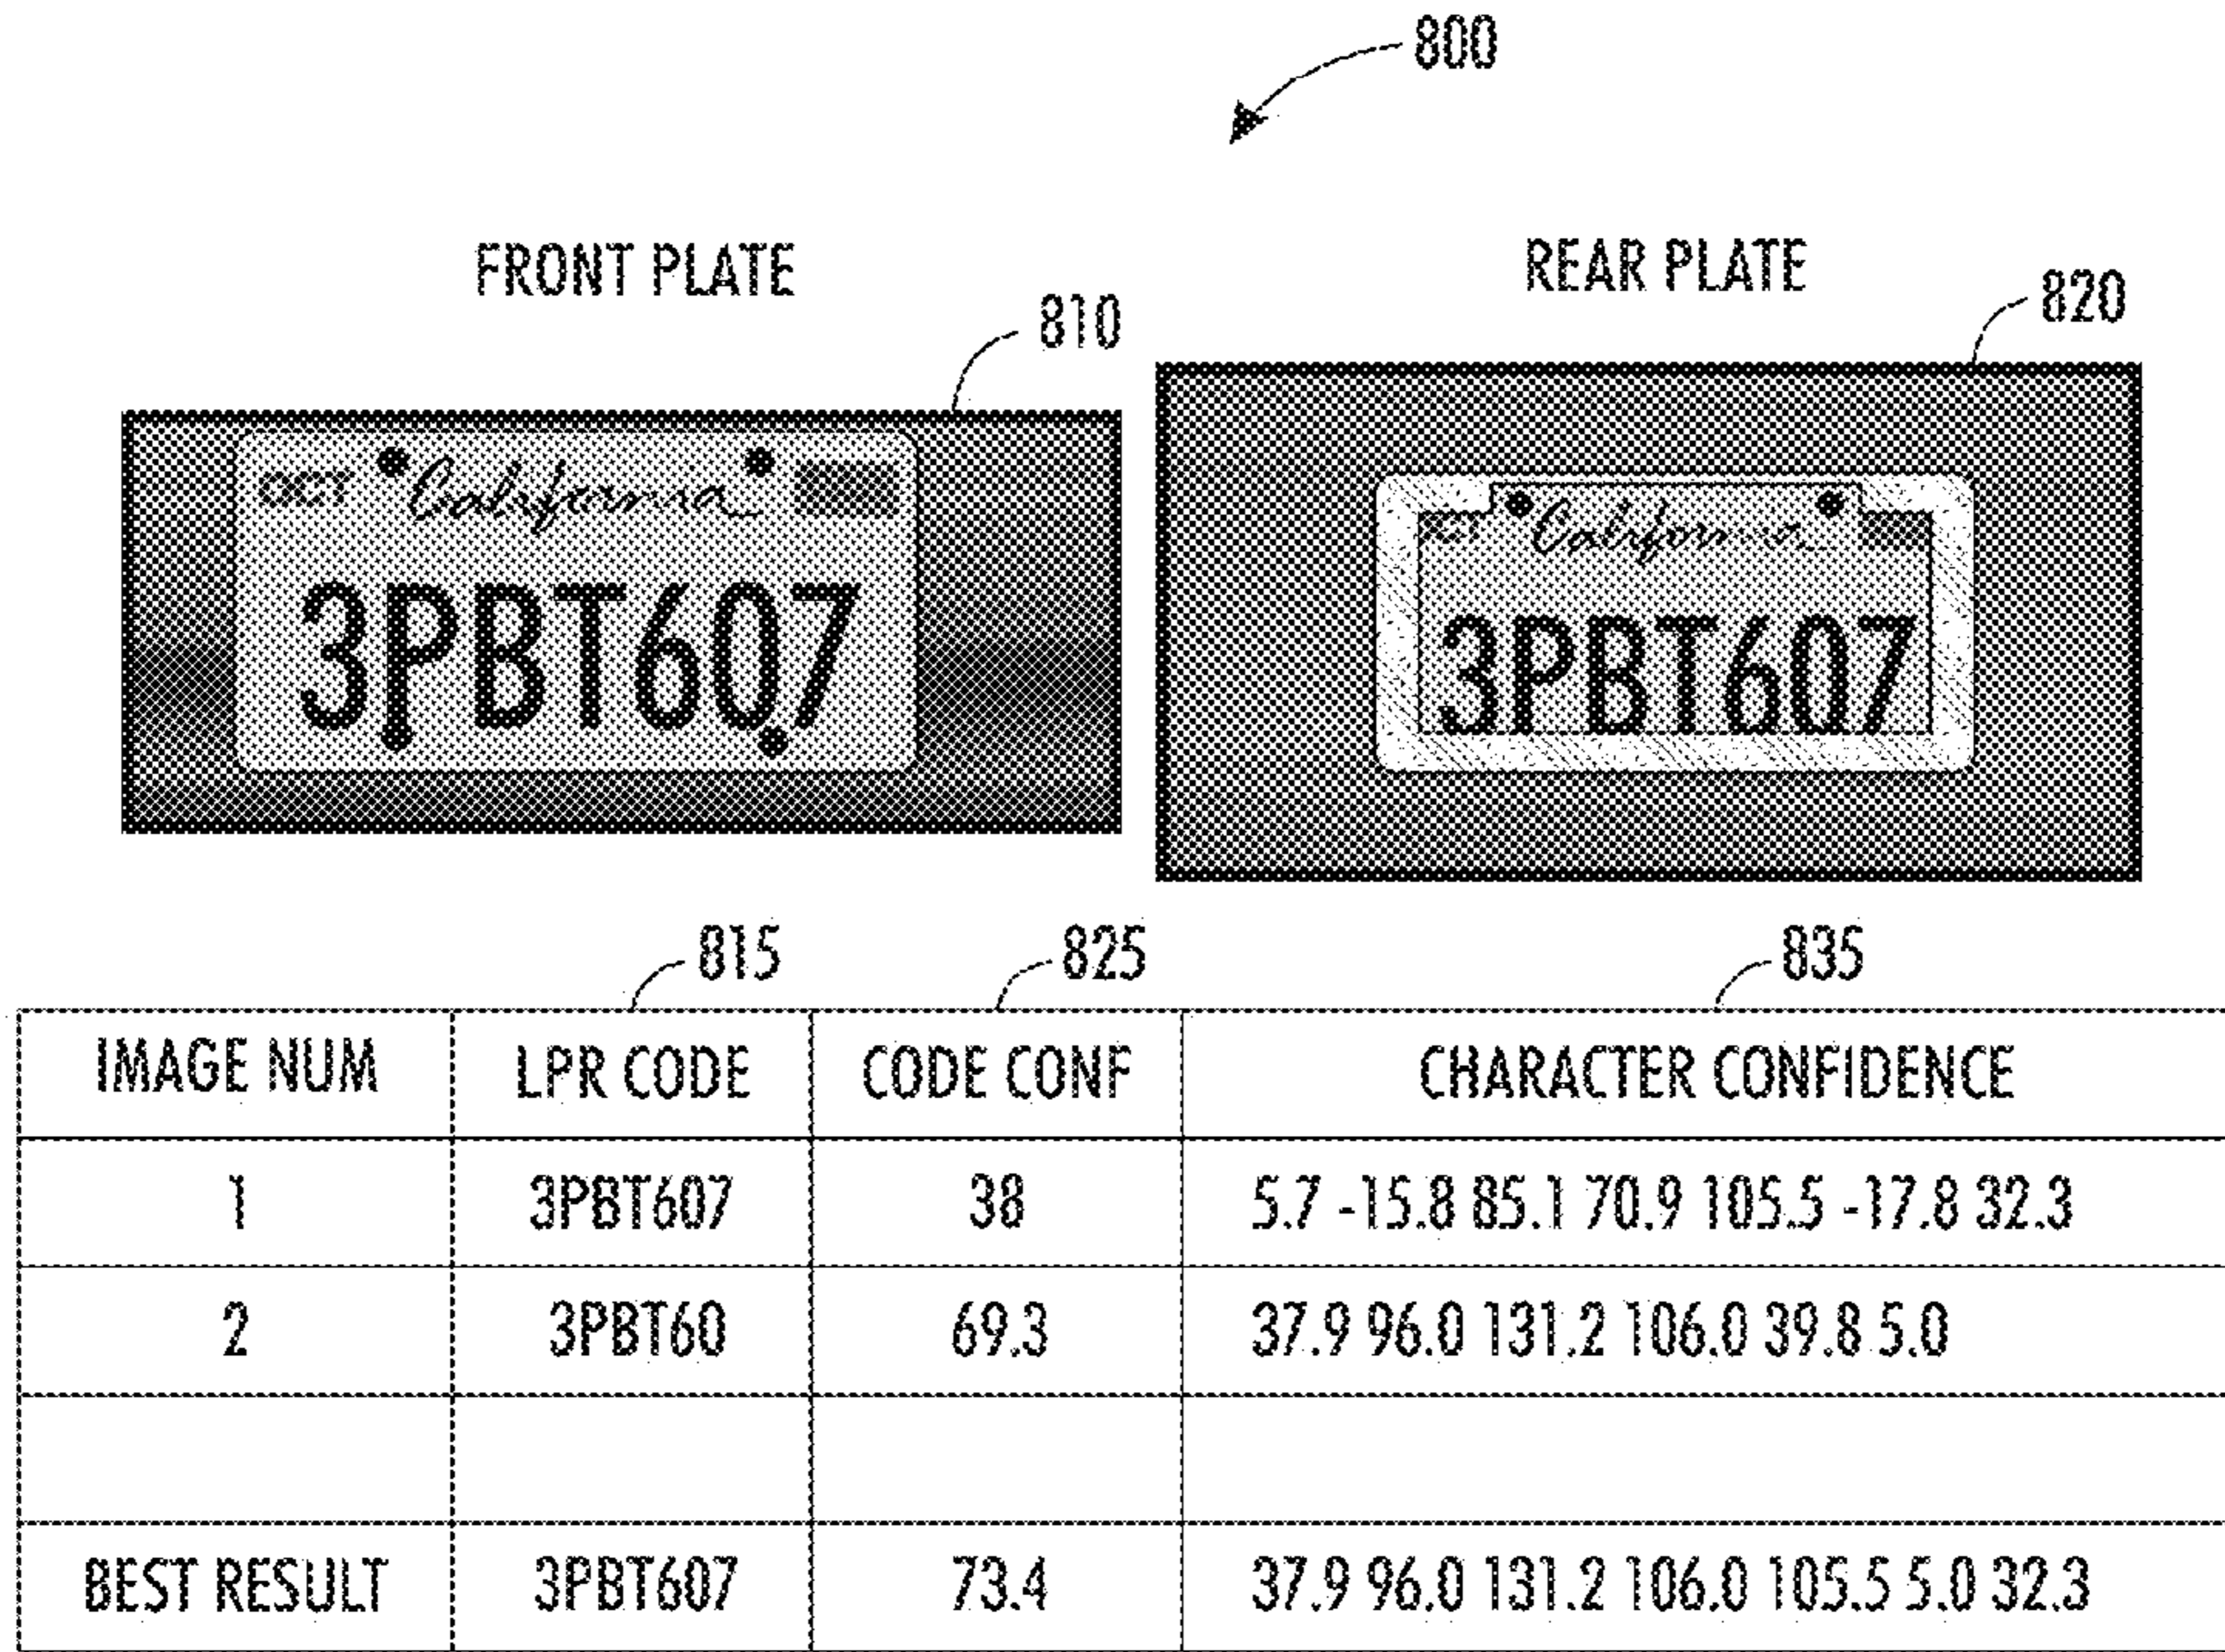 800
FRONT PLATE
REAR PLATE
810
820
OCT California
3PBT607
California
3PBT607
815 825 835
IMAGE NUM LPR CODE CODE CONF CHARACTER CONFIDENCE
1 3PBT607 38 5.7 -15.8 85.1 70.9 105.5 -17.8 32.3
2 3PBT60 69.3 37.9 96.0 131.2 106.0 39.8 5.0
BEST RESULT 3PBT607 73.4 37.9 96.0 131.2 106.0 105.5 5.0 32.3